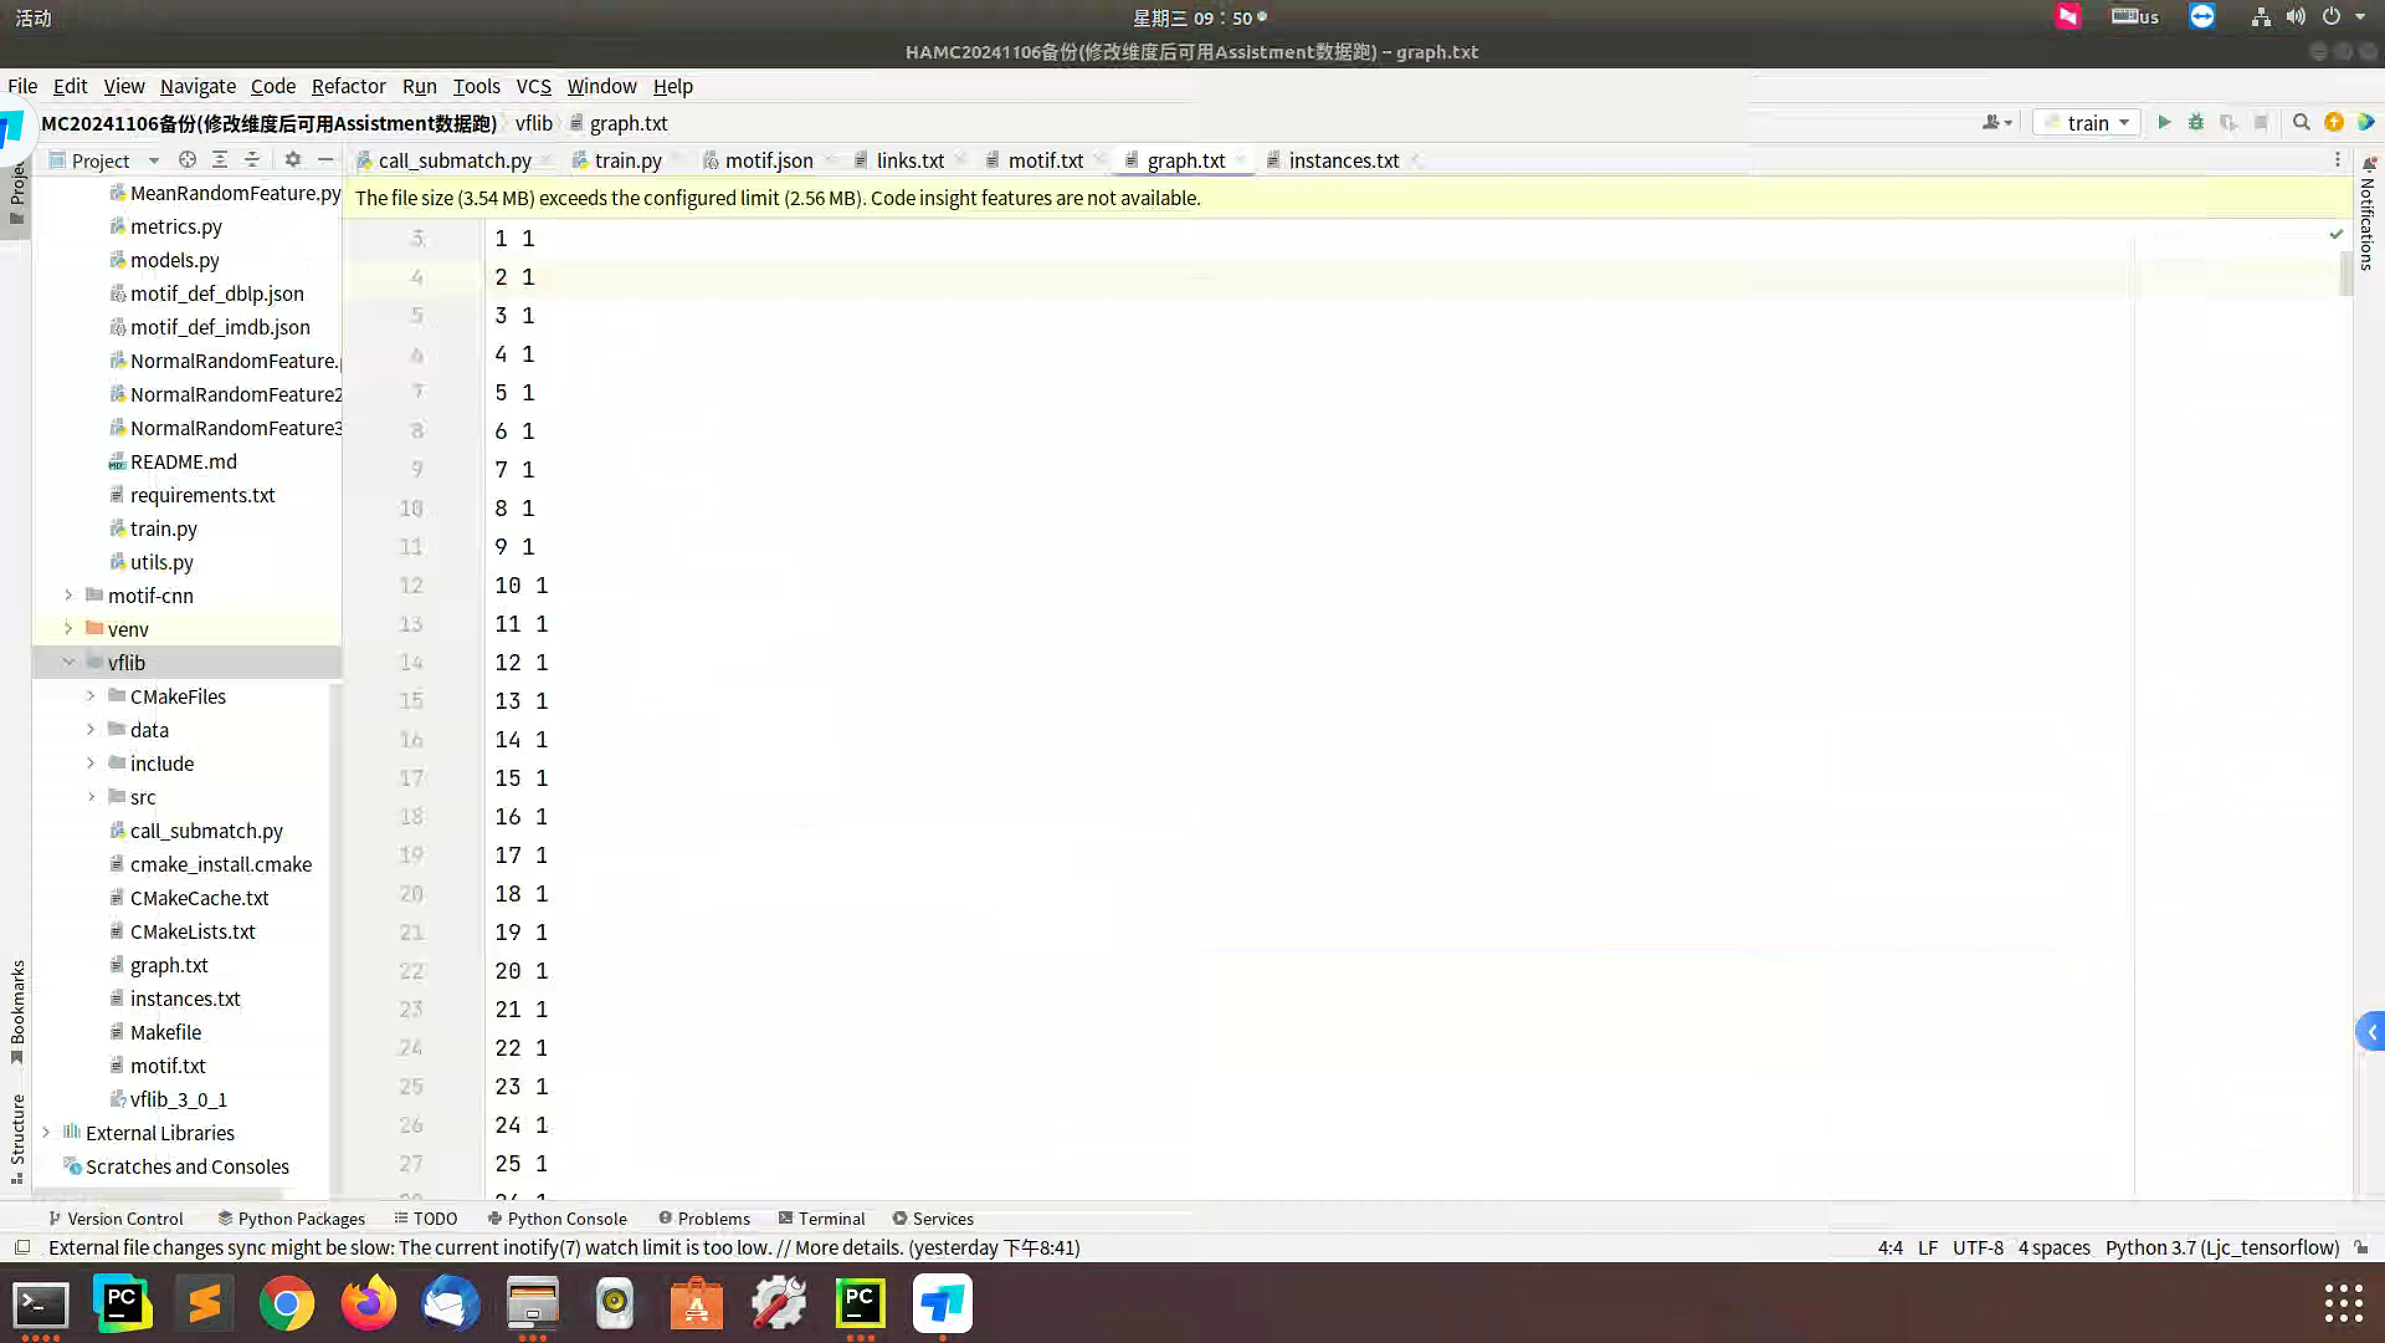 活动
星期三 09：50
us
HAMC20241106备份(修改维度后可用Assistment数据跑) – graph.txt
File Edit View Navigate Code Refactor Run Tools VCS Window Help
MC20241106备份(修改维度后可用Assistment数据跑) vflib graph.txt
train
Project
call_submatch.py train.py motif.json links.txt motif.txt graph.txt instances.txt
The file size (3.54 MB) exceeds the configured limit (2.56 MB). Code insight features are not available.
Notifications
MeanRandomFeature.py
metrics.py
models.py
motif_def_dblp.json
motif_def_imdb.json
NormalRandomFeature.
NormalRandomFeature2
NormalRandomFeature3
README.md
requirements.txt
train.py
utils.py
motif-cnn
venv
vflib
CMakeFiles
data
include
src
call_submatch.py
cmake_install.cmake
CMakeCache.txt
CMakeLists.txt
graph.txt
instances.txt
Makefile
motif.txt
vflib_3_0_1
External Libraries
Scratches and Consoles
Bookmarks
Structure
3 1 1
4 2 1
5 3 1
6 4 1
7 5 1
8 6 1
9 7 1
10 8 1
11 9 1
12 10 1
13 11 1
14 12 1
15 13 1
16 14 1
17 15 1
18 16 1
19 17 1
20 18 1
21 19 1
22 20 1
23 21 1
24 22 1
25 23 1
26 24 1
27 25 1
Version Control Python Packages TODO Python Console Problems Terminal Services
External file changes sync might be slow: The current inotify(7) watch limit is too low. // More details. (yesterday 下午8:41)
4:4 LF UTF-8 4 spaces Python 3.7 (Ljc_tensorflow)
PC
PC